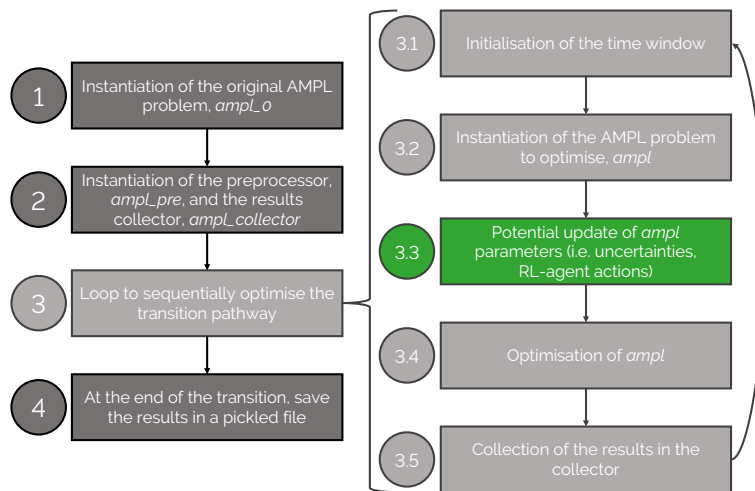 1
Instantiation of the original AMPL
problem, ampl_0
2
Instantiation of the preprocessor,
ampl_pre, and the results
collector, ampl_collector
3
Loop to sequentially optimise the
transition pathway
4
At the end of the transition, save
the results in a pickled file
3.1
Initialisation of the time window
3.2
Instantiation of the AMPL problem
to optimise, ampl
3.3
Potential update of ampl
parameters (i.e. uncertainties,
RL-agent actions)
3.4
Optimisation of ampl
3.5
Collection of the results in the
collector